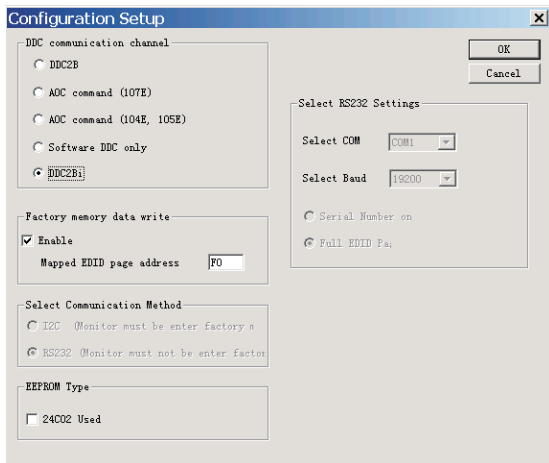 Configuration Setup
DDC communication channel
DDC2B
AOC command (107E)
AOC command (104E, 105E)
Software DDC only
DDC2Bi
Factory memory data write
Enable
Mapped EDID page address F0
Select Communication Method
I2C (Monitor must be enter factory m
RS232 (Monitor must not be enter factor
EEPROM Type
24C02 Used
OK
Cancel
Select RS232 Settings
Select COM COM1
Select Baud 19200
Serial Number on
Full EDID Pa